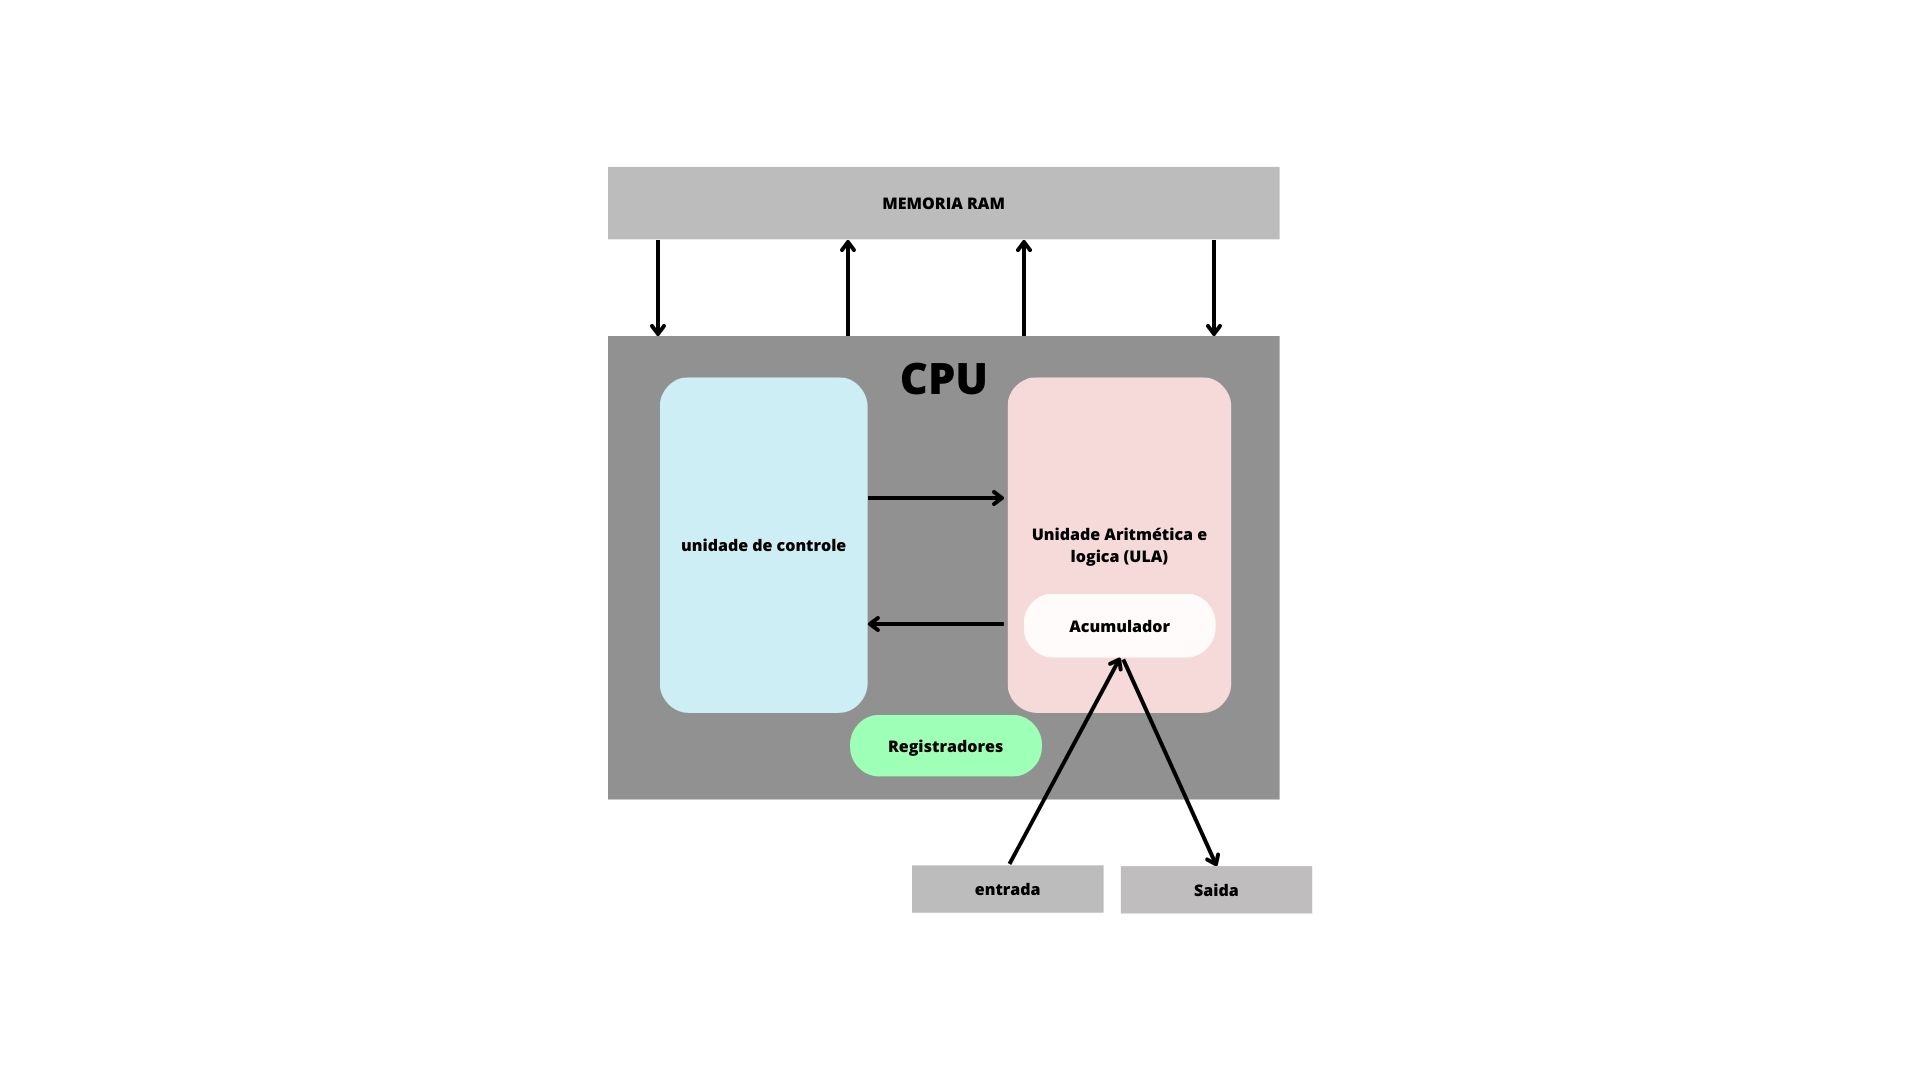 MEMORIA RAM
CPU
unidade de controle
Unidade Aritmética e
logica (ULA)
Acumulador
Registradores
entrada
Saida